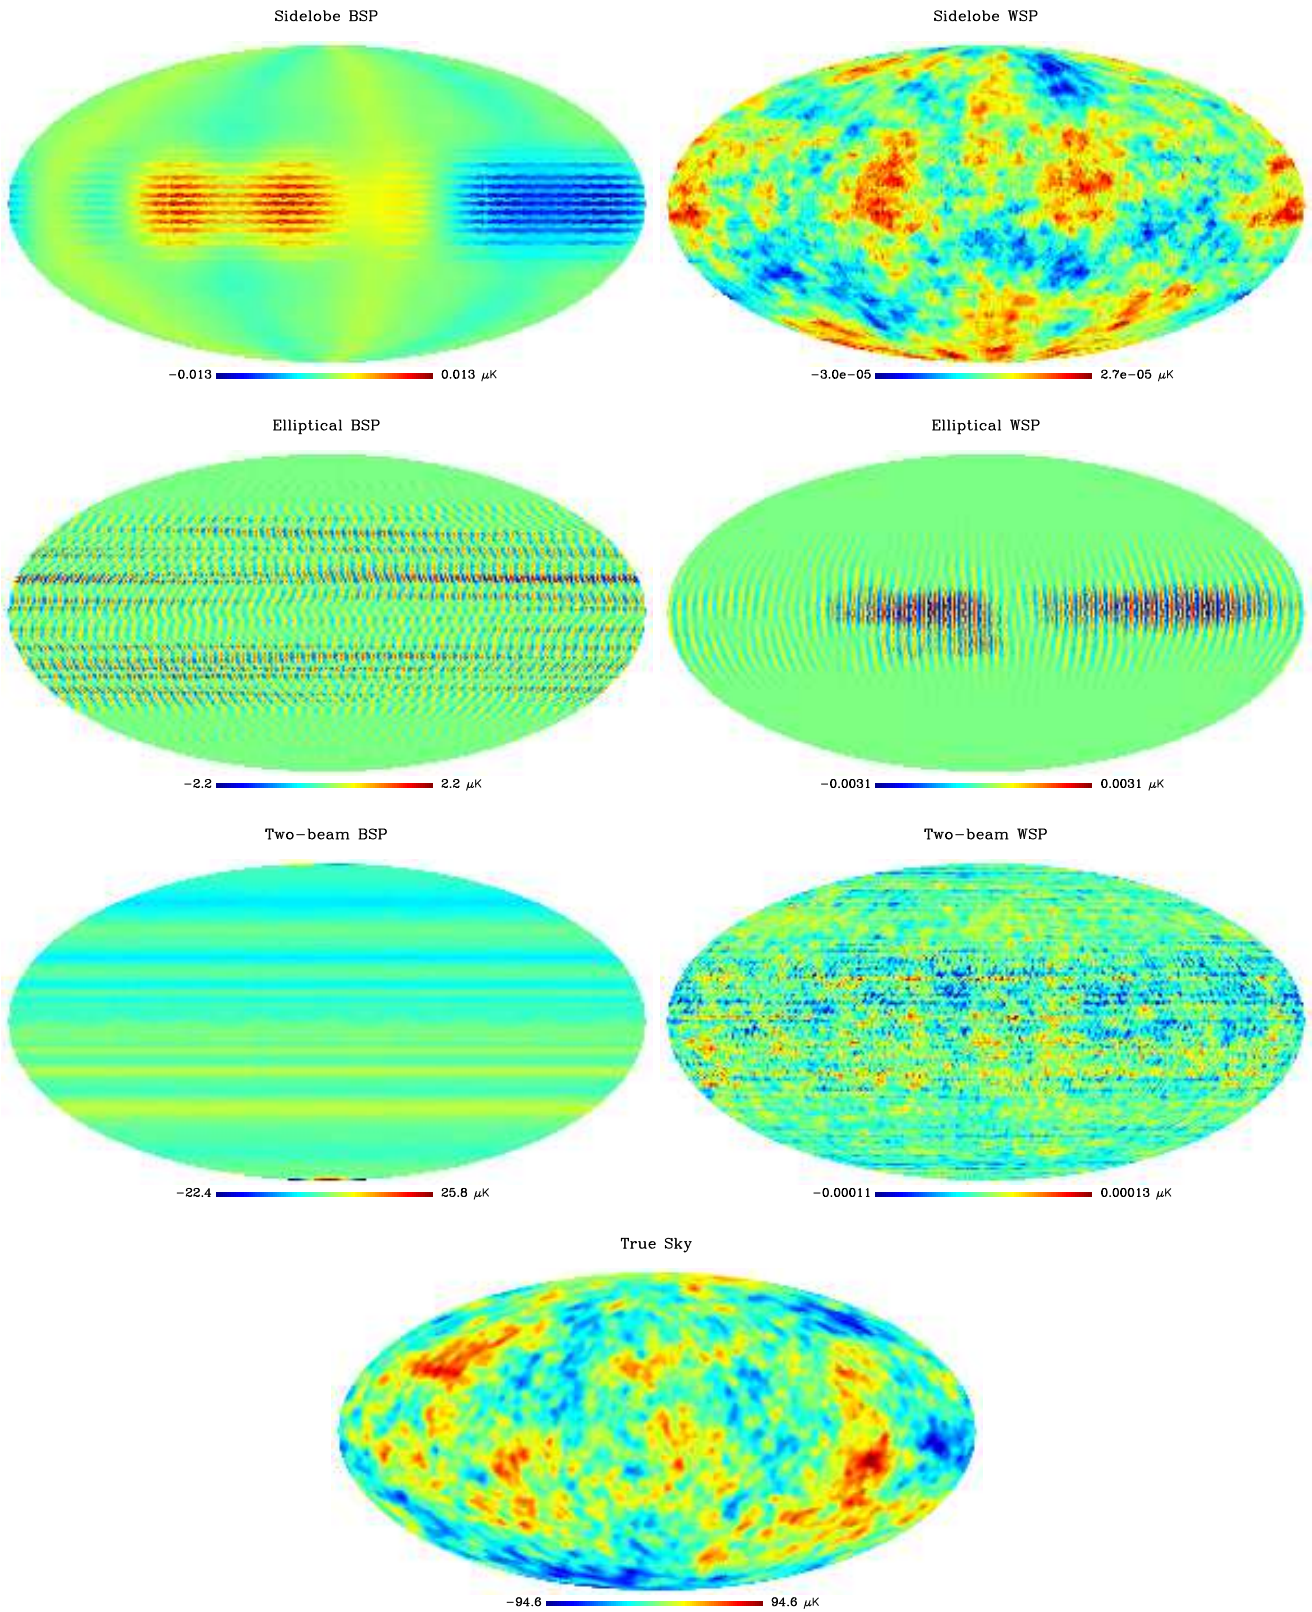 Sidelobe BSP
Sidelobe WSP
-0.013 0.013 μK
-3.0e-05 2.7e-05 μK
Elliptical BSP
Elliptical WSP
-2.2 2.2 μK
-0.0031 0.0031 μK
Two-beam BSP
Two-beam WSP
-22.4 25.8 μK
-0.00011 0.00013 μK
True Sky
-94.6 94.6 μK